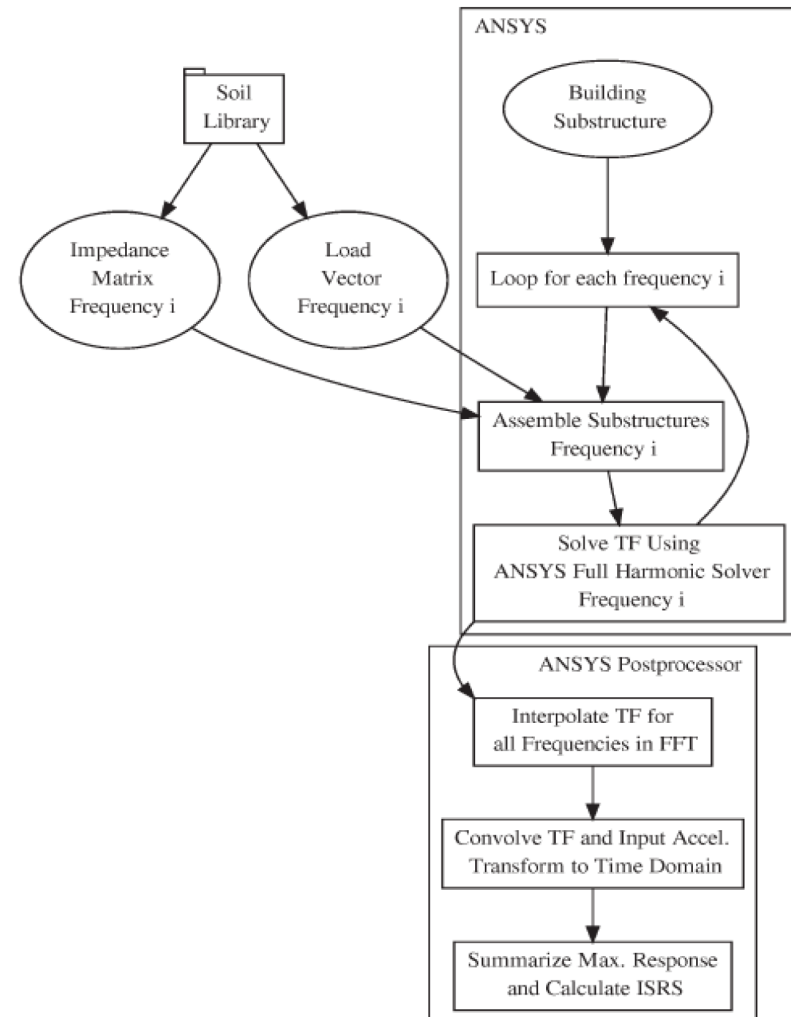 ANSYS
Soil
Library
Building
Substructure
Impedance
Matrix
Frequency i
Load
Vector
Frequency i
Loop for each frequency i
Assemble Substructures
Frequency i
Solve TF Using
ANSYS Full Harmonic Solver
Frequency i
ANSYS Postprocessor
Interpolate TF for
all Frequencies in FFT
Convolve TF and Input Accel.
Transform to Time Domain
Summarize Max. Response
and Calculate ISRS